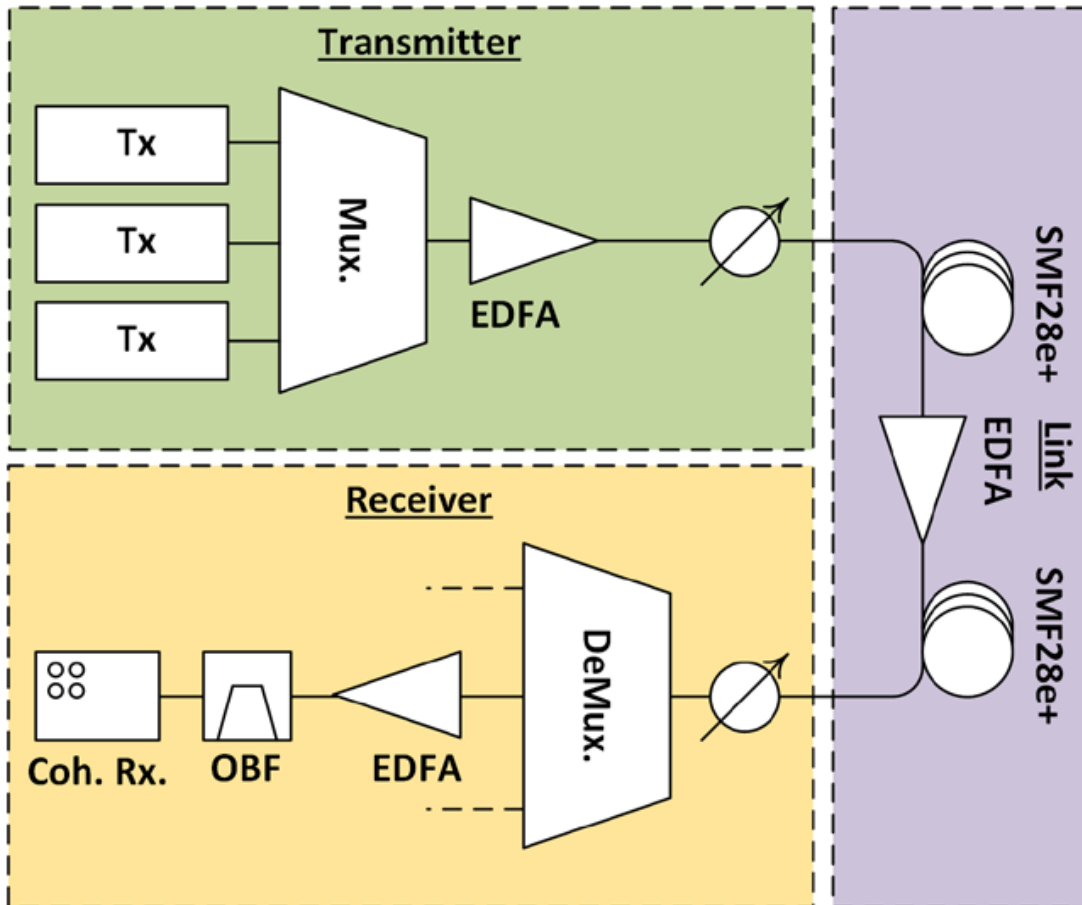 Transmitter
Tx
Tx
Tx
Mux.
EDFA
SMF28e+
EDFA
Link
SMF28e+
Receiver
DeMux.
EDFA
OBF
Coh. Rx.